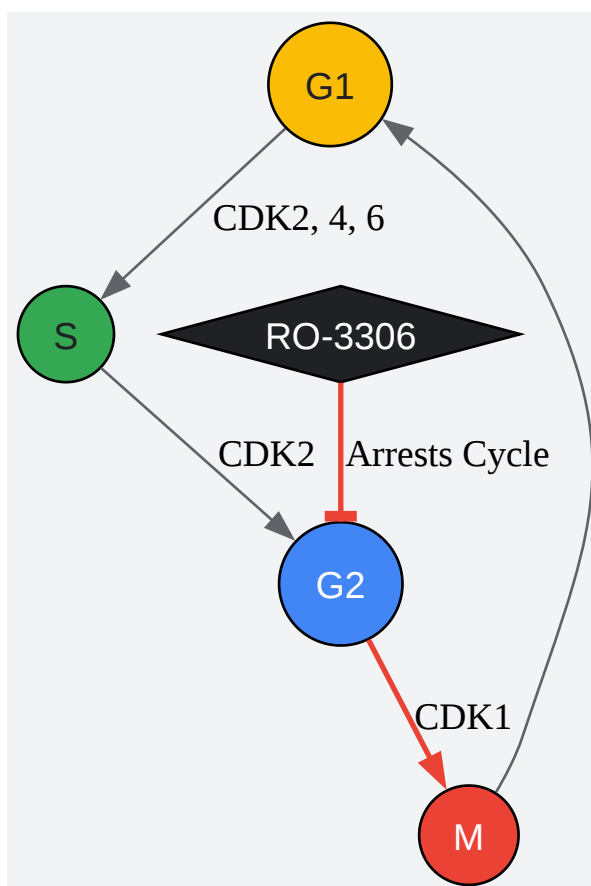 G1
CDK2, 4, 6
S
RO-3306
CDK2
Arrests Cycle
G2
CDK1
M